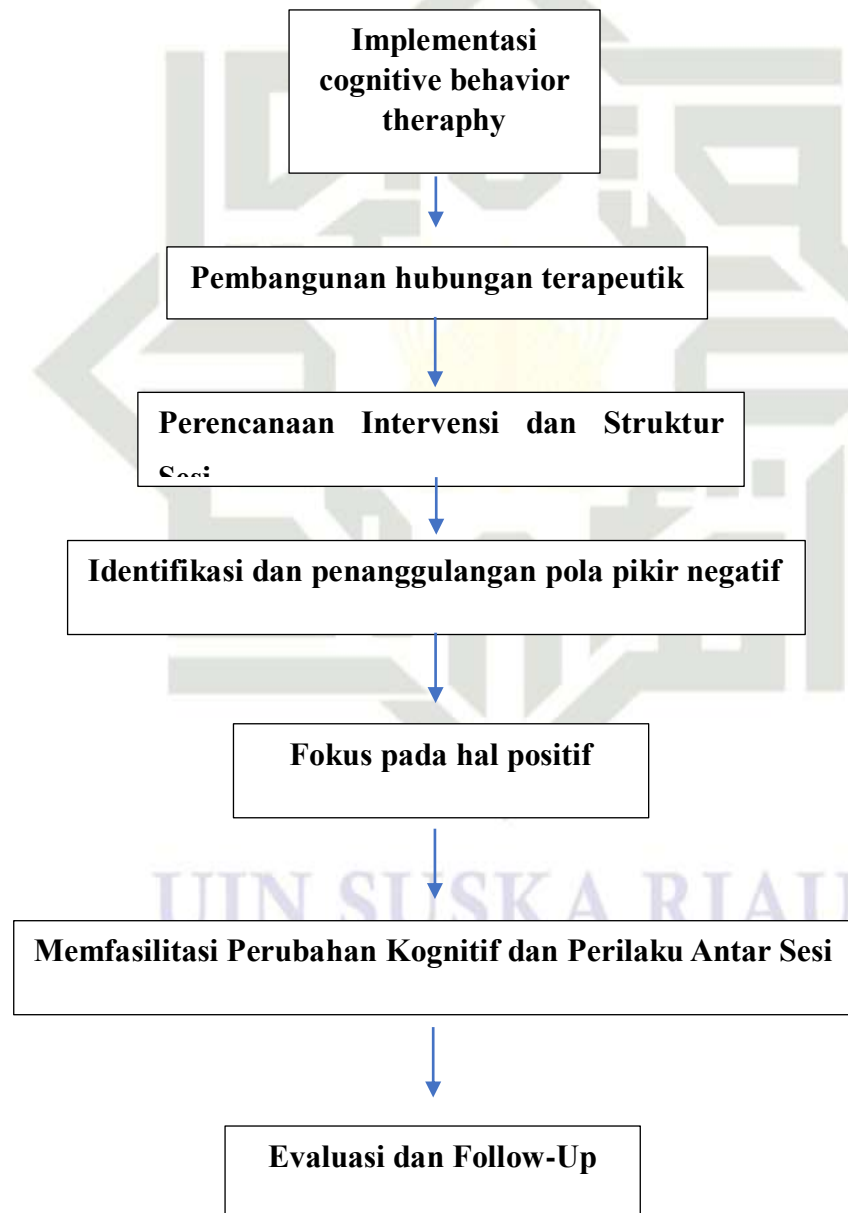 Implementasi
cognitive behavior
theraphy
Pembangunan hubungan terapeutik
Perencanaan Intervensi dan Struktur
Sesi
Identifikasi dan penanggulangan pola pikir negatif
Fokus pada hal positif
UIN SUSKA RIAU
Memfasilitasi Perubahan Kognitif dan Perilaku Antar Sesi
Evaluasi dan Follow-Up